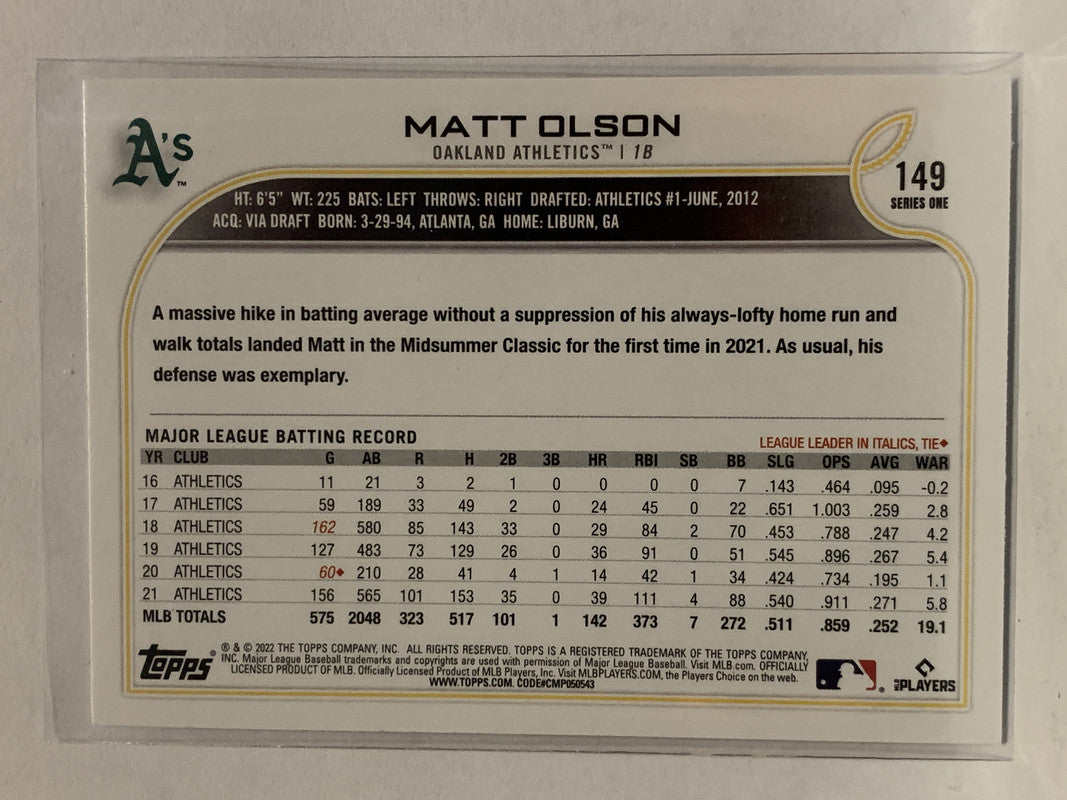 A's™
MATT OLSON
OAKLAND ATHLETICS™ | 1B
149
SERIES ONE
HT: 6'5" WT: 225 BATS: LEFT THROWS: RIGHT DRAFTED: ATHLETICS #1-JUNE, 2012
ACQ: VIA DRAFT BORN: 3-29-94, ATLANTA, GA HOME: LIBURN, GA
A massive hike in batting average without a suppression of his always-lofty home run and
walk totals landed Matt in the Midsummer Classic for the first time in 2021. As usual, his
defense was exemplary.
MAJOR LEAGUE BATTING RECORD
LEAGUE LEADER IN ITALICS, TIE◆
YR CLUB G AB R H 2B 3B HR RBI SB BB SLG OPS AVG WAR
16 ATHLETICS 11 21 3 2 1 0 0 0 0 7 .143 .464 .095 -0.2
17 ATHLETICS 59 189 33 49 2 0 24 45 0 22 .651 1.003 .259 2.8
18 ATHLETICS 162 580 85 143 33 0 29 84 2 70 .453 .788 .247 4.2
19 ATHLETICS 127 483 73 129 26 0 36 91 0 51 .545 .896 .267 5.4
20 ATHLETICS 60◆ 210 28 41 4 1 14 42 1 34 .424 .734 .195 1.1
21 ATHLETICS 156 565 101 153 35 0 39 111 4 88 .540 .911 .271 5.8
MLB TOTALS 575 2048 323 517 101 1 142 373 7 272 .511 .859 .252 19.1
topps®
® & © 2022 THE TOPPS COMPANY, INC. ALL RIGHTS RESERVED. TOPPS IS A REGISTERED TRADEMARK OF THE TOPPS COMPANY,
INC. Major League Baseball trademarks and copyrights are used with permission of Major League Baseball. Visit MLB.com. OFFICIALLY
LICENSED PRODUCT OF MLB. Officially Licensed Product of MLB Players, Inc. Visit MLBPLAYERS.COM, the Players Choice on the web.
WWW.TOPPS.COM. CODE#CMP050543
MLBPLAYERS